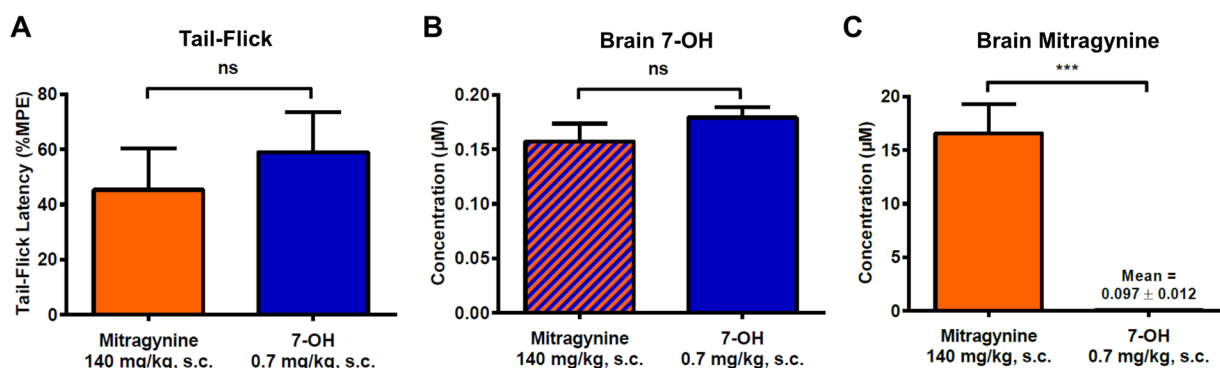 A
Tail-Flick
ns
Tail-Flick Latency (%MPE)
80
60
40
20
0
Mitragynine
140 mg/kg, s.c.
7-OH
0.7 mg/kg, s.c.
B
Brain 7-OH
ns
Concentration (µM)
0.20
0.15
0.10
0.05
0.00
Mitragynine
140 mg/kg, s.c.
7-OH
0.7 mg/kg, s.c.
C
Brain Mitragynine
***
Concentration (µM)
20
15
10
5
0
Mean =
0.097 ± 0.012
Mitragynine
140 mg/kg, s.c.
7-OH
0.7 mg/kg, s.c.